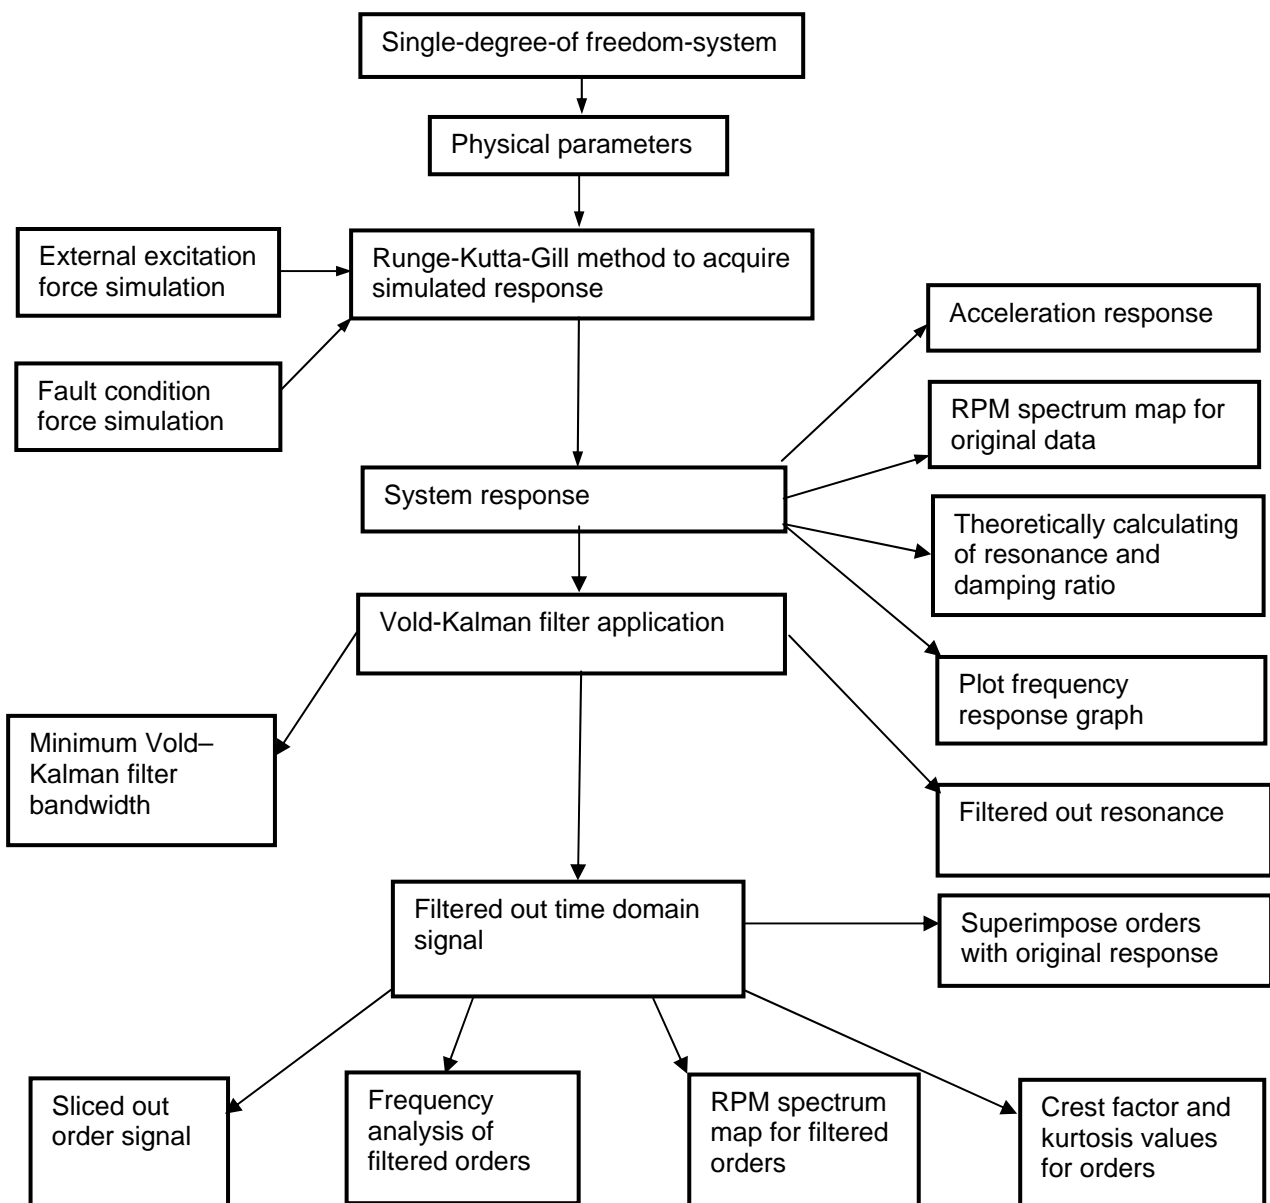 Single-degree-of freedom-system
Physical parameters
External excitation
force simulation
Runge-Kutta-Gill method to acquire
simulated response
Fault condition
force simulation
Acceleration response
RPM spectrum map for
original data
System response
Theoretically calculating
of resonance and
damping ratio
Vold-Kalman filter application
Plot frequency
response graph
Minimum Vold–
Kalman filter
bandwidth
Filtered out resonance
Filtered out time domain
signal
Superimpose orders
with original response
Sliced out
order signal
Frequency
analysis of
filtered orders
RPM spectrum
map for filtered
orders
Crest factor and
kurtosis values
for orders